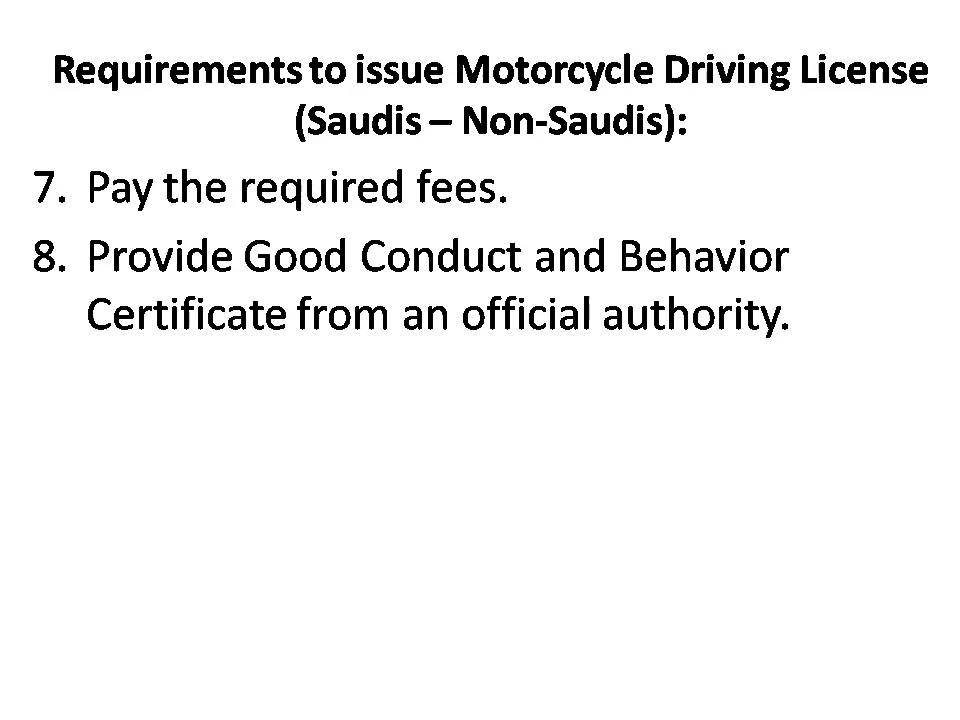 Requirements to issue Motorcycle Driving License
(Saudis – Non-Saudis):
7. Pay the required fees.
8. Provide Good Conduct and Behavior
Certificate from an official authority.